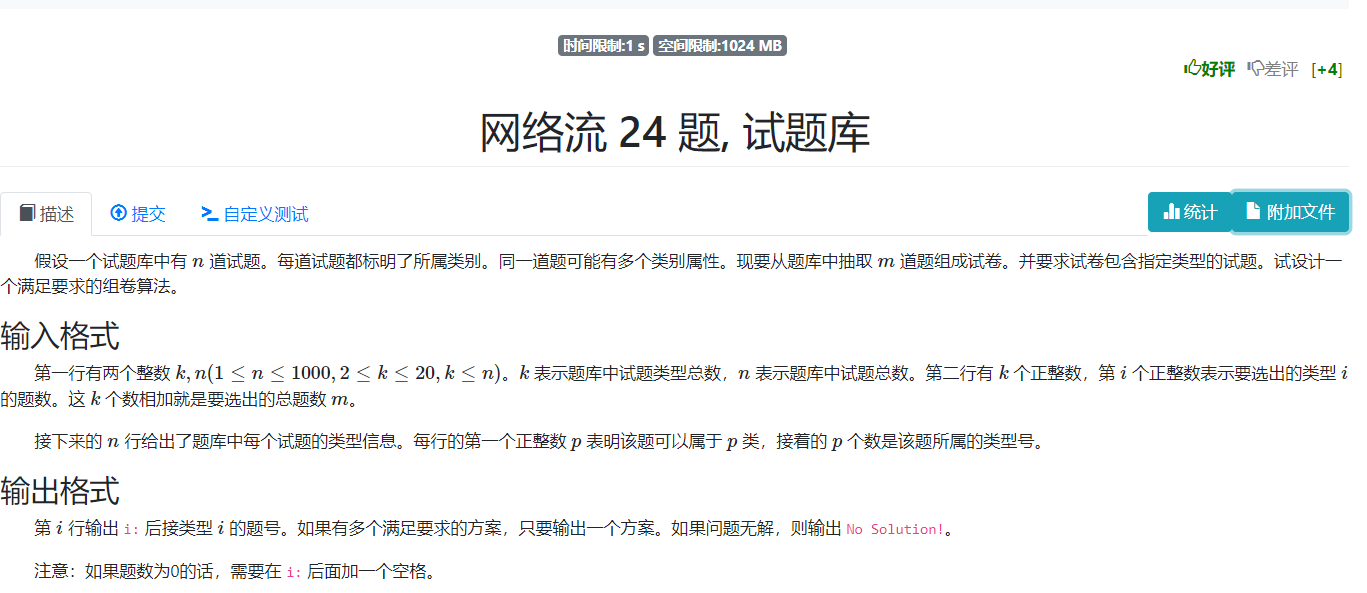 时间限制:1 s 空间限制:1024 MB
好评 差评 [+4]
网络流 24 题, 试题库
描述 提交 自定义测试 统计 附加文件
假设一个试题库中有 n 道试题。每道试题都标明了所属类别。同一道题可能有多个类别属性。现要从题库中抽取 m 道题组成试卷。并要求试卷包含指定类型的试题。试设计一
个满足要求的组卷算法。
输入格式
第一行有两个整数 k, n(1 ≤ n ≤ 1000, 2 ≤ k ≤ 20, k ≤ n)。k 表示题库中试题类型总数，n 表示题库中试题总数。第二行有 k 个正整数，第 i 个正整数表示要选出的类型 i
的题数。这 k 个数相加就是要选出的总题数 m。
接下来的 n 行给出了题库中每个试题的类型信息。每行的第一个正整数 p 表明该题可以属于 p 类，接着的 p 个数是该题所属的类型号。
输出格式
第 i 行输出 i: 后接类型 i 的题号。如果有多个满足要求的方案，只要输出一个方案。如果问题无解，则输出 No Solution!。
注意：如果题数为0的话，需要在 i: 后面加一个空格。